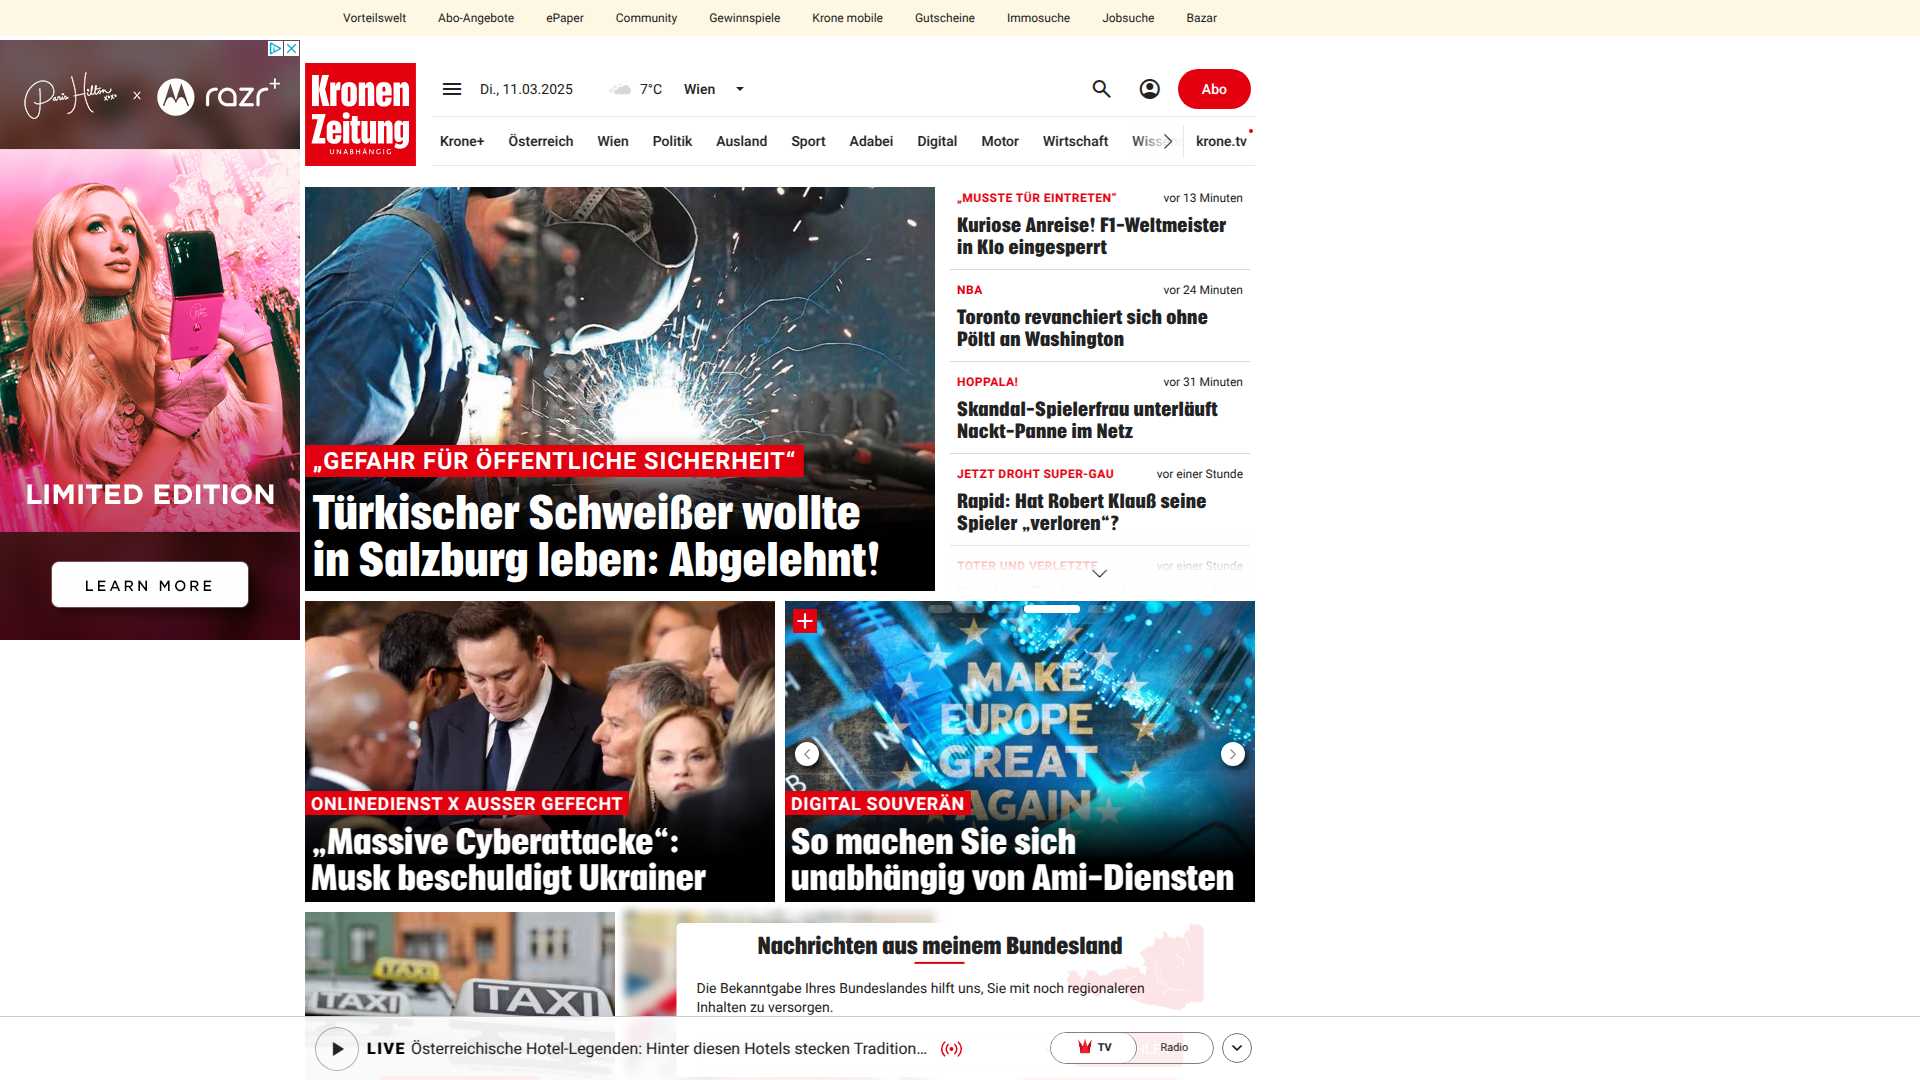 Vorteilswelt Abo-Angebote ePaper Community Gewinnspiele Krone mobile Gutscheine Immosuche Jobsuche Bazar
Paris Hilton x razr+
LIMITED EDITION
LEARN MORE
Kronen
Zeitung
UNABHÄNGIG
Di., 11.03.2025 7°C Wien
Abo
Krone+ Österreich Wien Politik Ausland Sport Adabei Digital Motor Wirtschaft krone.tv
„GEFAHR FÜR ÖFFENTLICHE SICHERHEIT“
Türkischer Schweißer wollte
in Salzburg leben: Abgelehnt!
„MUSSTE TÜR EINTRETEN“ vor 13 Minuten
Kuriose Anreise! F1-Weltmeister
in Klo eingesperrt
NBA vor 24 Minuten
Toronto revanchiert sich ohne
Pöltl an Washington
HOPPALA! vor 31 Minuten
Skandal-Spielerfrau unterläuft
Nackt-Panne im Netz
JETZT DROHT SUPER-GAU vor einer Stunde
Rapid: Hat Robert Klauß seine
Spieler „verloren“?
TOTER UND VERLETZTE vor einer Stunde
ONLINEDIENST X AUSSER GEFECHT
„Massive Cyberattacke“:
Musk beschuldigt Ukrainer
MAKE
EUROPE
GREAT
AGAIN
DIGITAL SOUVERÄN
So machen Sie sich
unabhängig von Ami-Diensten
TAXI
TAXI
TAXI
Nachrichten aus meinem Bundesland
Die Bekanntgabe Ihres Bundeslandes hilft uns, Sie mit noch regionaleren
Inhalten zu versorgen.
LIVE Österreichische Hotel-Legenden: Hinter diesen Hotels stecken Tradition...
TV Radio